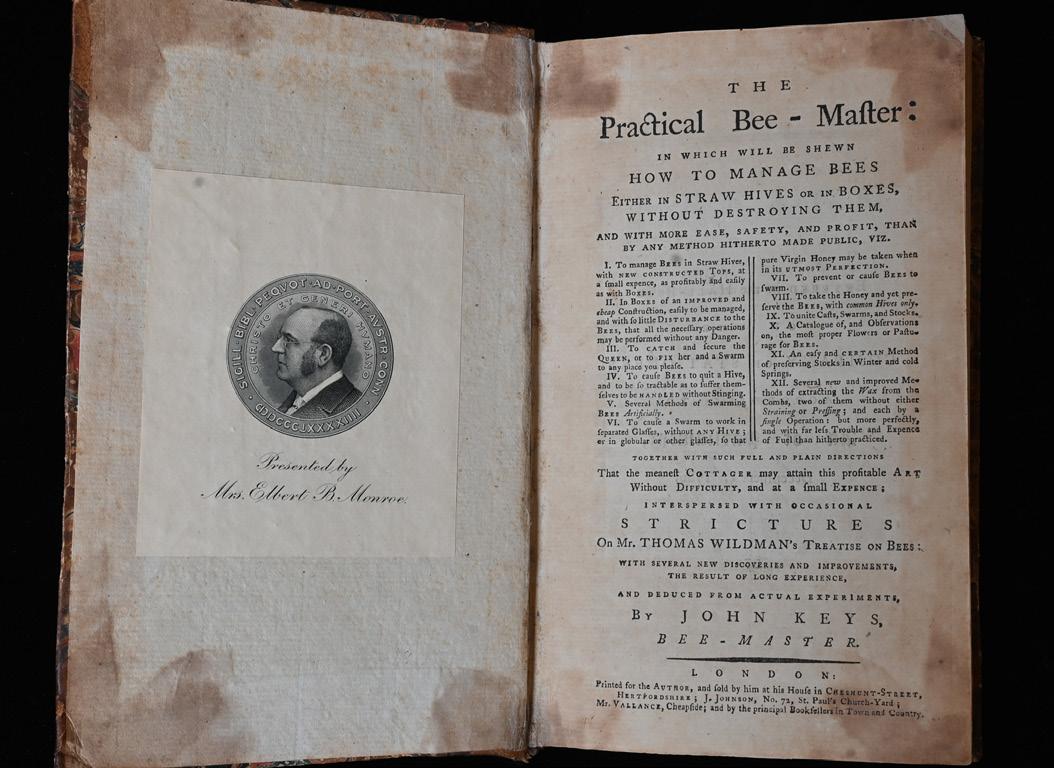 SIGILL·BIBL·PEQVOT·AD·PORT·AVSTR·CONN
CHRISTO ET GENERI HVMANO
Presented by
Mrs. Elbert B. Monroe.
THE
Practical Bee - Maſter:
IN WHICH WILL BE SHEWN
HOW TO MANAGE BEES
EITHER IN STRAW HIVES OR IN BOXES,
WITHOUT DESTROYING THEM,
AND WITH MORE EASE, SAFETY, AND PROFIT, THAN
BY ANY METHOD HITHERTO MADE PUBLIC, VIZ.
I. To manage BEES in Straw Hives,
with NEW CONSTRUCTED TOPS, at
a ſmall expence, as profitably and eaſily
as with BOXES.
II. In BOXES of an IMPROVED and
cheap Conſtruction, eaſily to be managed,
and with ſo little DISTURBANCE to the
BEES, that all the neceſſary operations
may be performed without any Danger.
III. To CATCH and ſecure the
QUEEN, or to FIX her and a Swarm
to any place you pleaſe.
IV. To cauſe BEES to quit a Hive,
and to be ſo tractable as to ſuffer them-
ſelves to be HANDLED without Stinging.
V. Several Methods of Swarming
BEES Artificially.
VI. To cauſe a Swarm to work in
ſeparated Glaſſes, without ANY HIVE;
or in globular or other glaſſes, ſo that
pure Virgin Honey may be taken when
in its UTMOST PERFECTION.
VII. To prevent or cauſe BEES to
ſwarm.
VIII. To take the Honey and yet pre-
ſerve the BEES, with common Hives only.
IX. To unite Caſts, Swarms, and Stocks.
X. A Catalogue of, and Obſervations
on, the moſt proper Flowers or Paſtu-
rage for BEES.
XI. An eaſy and CERTAIN Method
of preſerving Stocks in Winter and cold
Springs.
XII. Several new and improved Me-
thods of extracting the Wax from the
Combs, two of them without either
Straining or Preſſing; and each by a
ſingle Operation: but more perfectly,
and with far leſs Trouble and Expence
of Fuel than hitherto practiced.
TOGETHER WITH SUCH FULL AND PLAIN DIRECTIONS
That the meaneſt COTTAGER may attain this profitable ART
Without DIFFICULTY, and at a ſmall EXPENCE;
INTERSPERSED WITH OCCASIONAL
STRICTURES
On Mr. THOMAS WILDMAN'S TREATISE ON BEES:
WITH SEVERAL NEW DISCOVERIES AND IMPROVEMENTS,
THE RESULT OF LONG EXPERIENCE,
AND DEDUCED FROM ACTUAL EXPERIMENTS,
BY JOHN KEYS,
BEE-MASTER.
LONDON:
Printed for the AUTHOR, and ſold by him at his Houſe in CHESHUNT-STREET,
HERTFORDSHIRE; J. JOHNSON, No. 72, St. Paul's Church-Yard;
Mr. VALLANCE, Cheapſide; and by the principal Bookſellers in Town and Country.